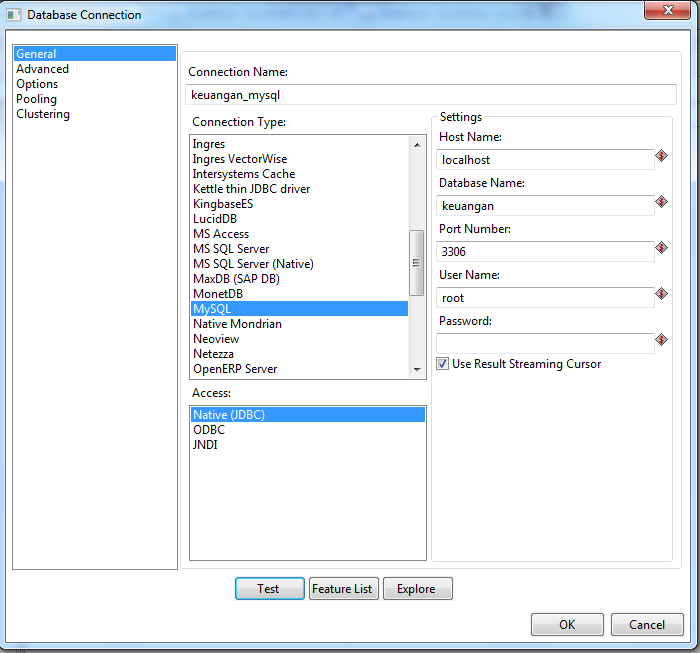 Database Connection
General
Advanced
Options
Pooling
Clustering
Connection Name:
keuangan_mysql
Connection Type:
Ingres
Ingres VectorWise
Intersystems Cache
Kettle thin JDBC driver
KingbaseES
LucidDB
MS Access
MS SQL Server
MS SQL Server (Native)
MaxDB (SAP DB)
MonetDB
MySQL
Native Mondrian
Neoview
Netezza
OpenERP Server
Access:
Native (JDBC)
ODBC
JNDI
Settings
Host Name:
localhost
Database Name:
keuangan
Port Number:
3306
User Name:
root
Password:
Use Result Streaming Cursor
Test
Feature List
Explore
OK
Cancel